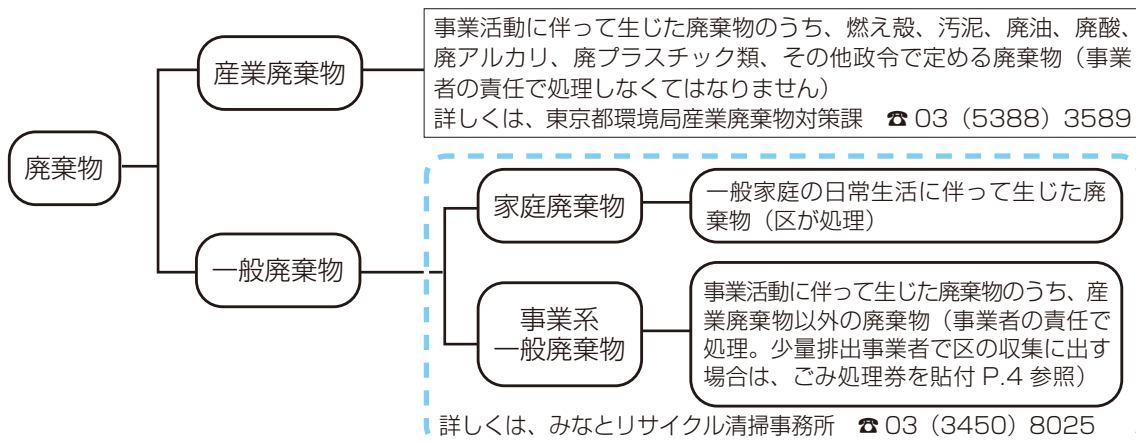 廃棄物
産業廃棄物
事業活動に伴って生じた廃棄物のうち、燃え殻、汚泥、廃油、廃酸、
廃アルカリ、廃プラスチック類、その他政令で定める廃棄物（事業
者の責任で処理しなくてはなりません）
詳しくは、東京都環境局産業廃棄物対策課　☎ 03（5388）3589
一般廃棄物
家庭廃棄物
一般家庭の日常生活に伴って生じた廃
棄物（区が処理）
事業系
一般廃棄物
事業活動に伴って生じた廃棄物のうち、産
業廃棄物以外の廃棄物（事業者の責任で
処理。少量排出事業者で区の収集に出す
場合は、ごみ処理券を貼付 P.4 参照）
詳しくは、みなとリサイクル清掃事務所　☎ 03（3450）8025